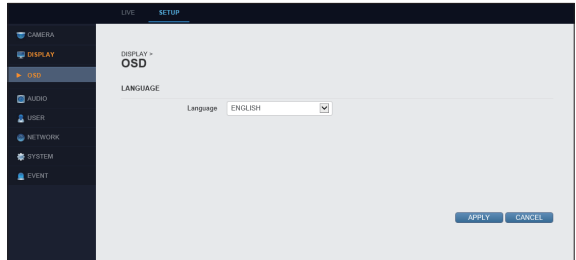 LIVE SETUP
CAMERA
DISPLAY
OSD
AUDIO
USER
NETWORK
SYSTEM
EVENT
DISPLAY >
OSD
LANGUAGE
Language ENGLISH
APPLY CANCEL